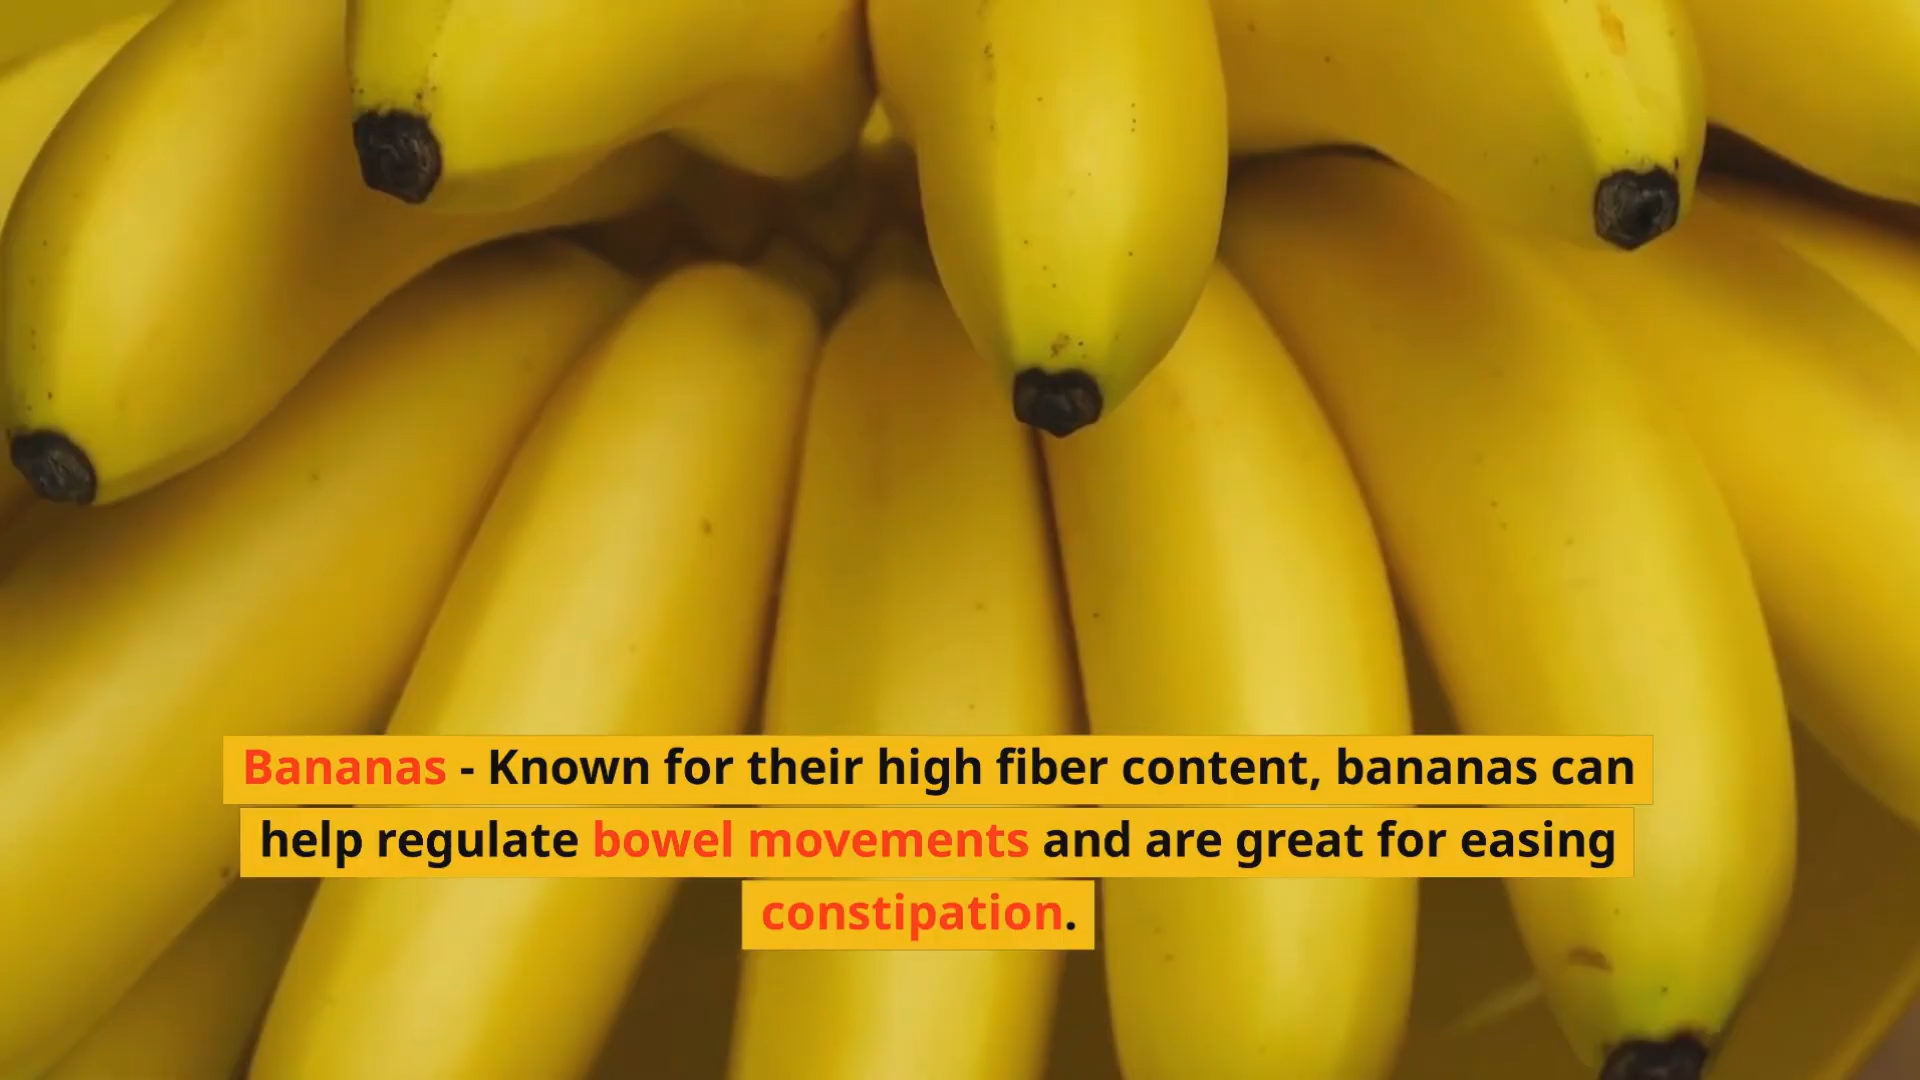 Bananas - Known for their high fiber content, bananas can
help regulate bowel movements and are great for easing
constipation.